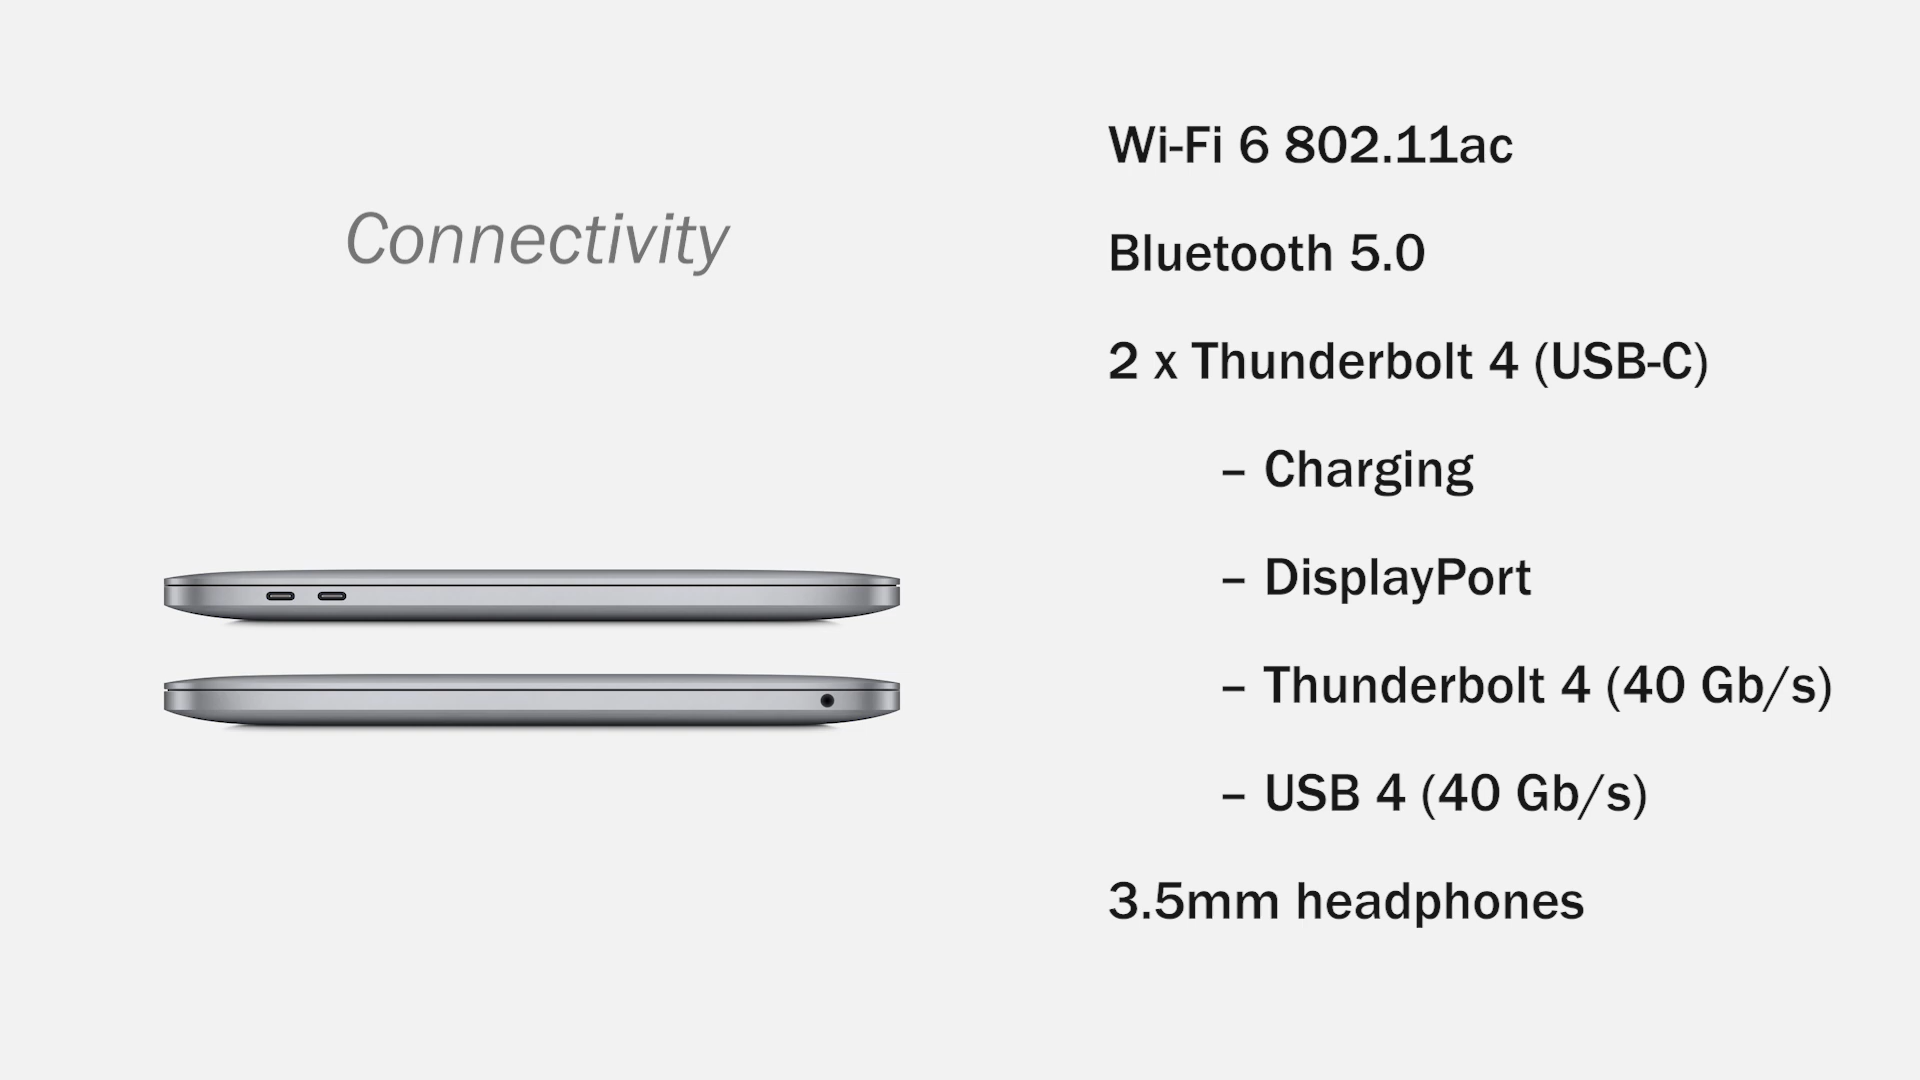 Connectivity
Wi-Fi 6 802.11ac
Bluetooth 5.0
2 x Thunderbolt 4 (USB-C)
– Charging
– DisplayPort
– Thunderbolt 4 (40 Gb/s)
– USB 4 (40 Gb/s)
3.5mm headphones